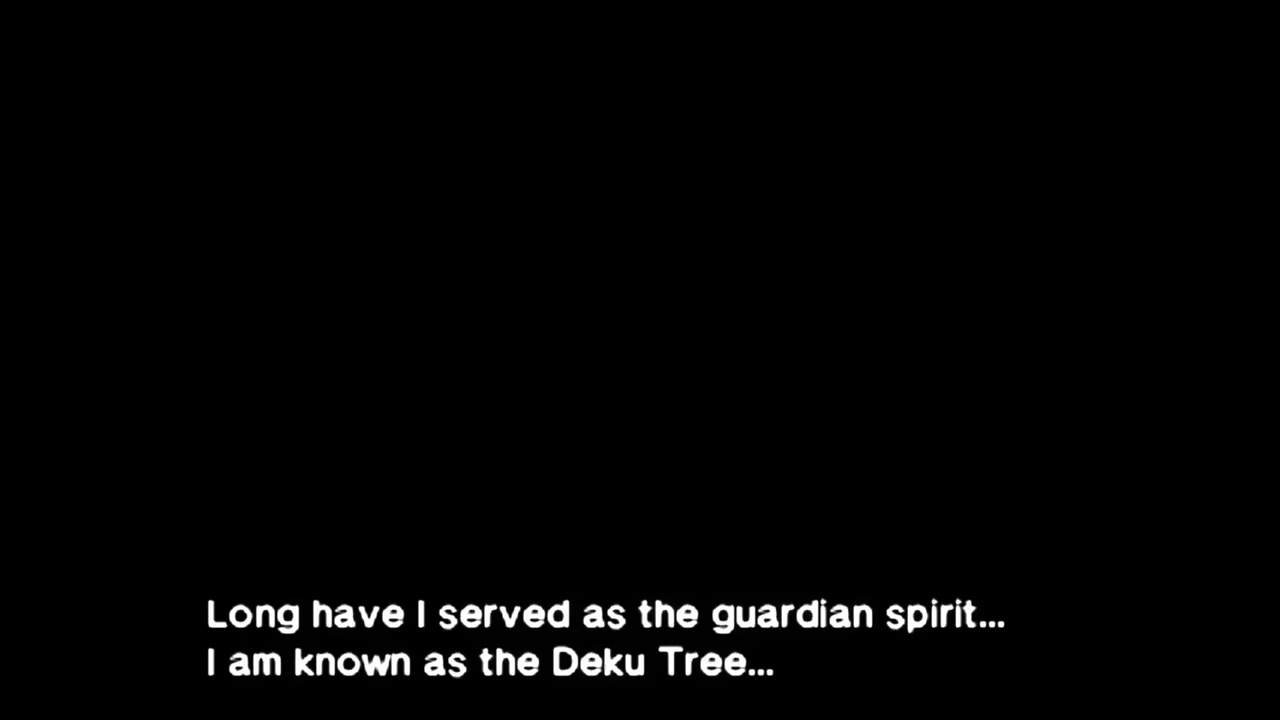 Long have I served as the guardian spirit...
I am known as the Deku Tree...